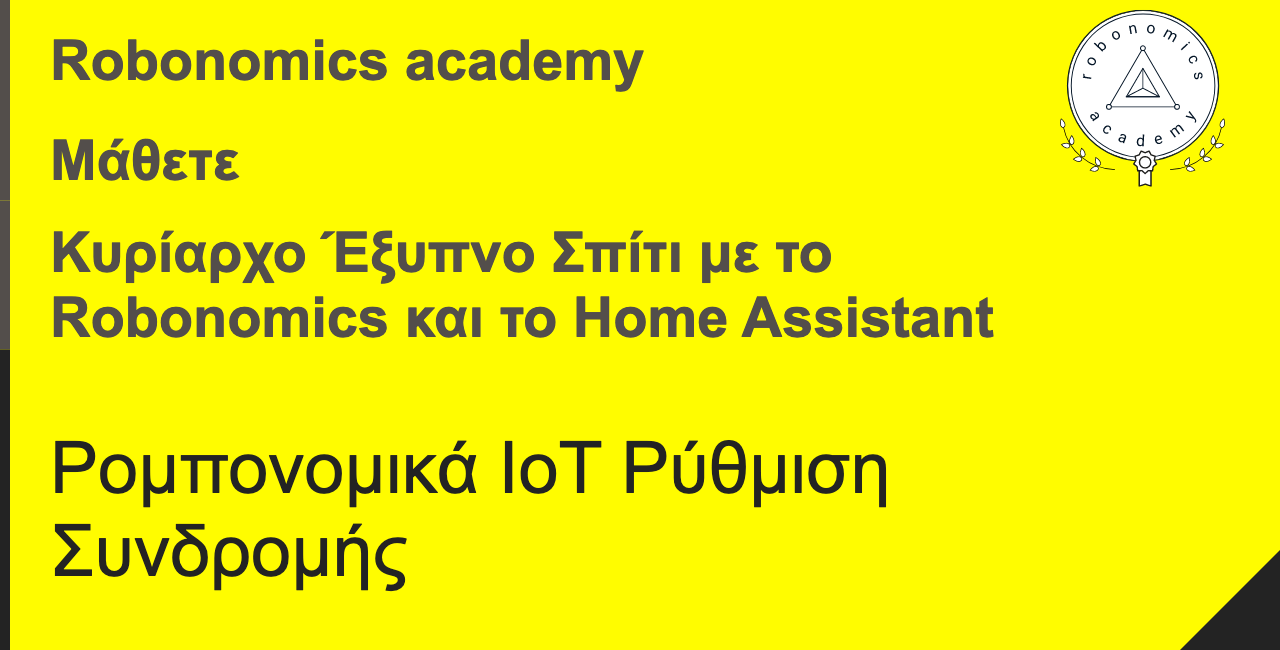 Robonomics academy
robonomics
academy
Μάθετε
Κυρίαρχο Έξυπνο Σπίτι με το
Robonomics και το Home Assistant
Ρομπονομικά IoT Ρύθμιση
Συνδρομής